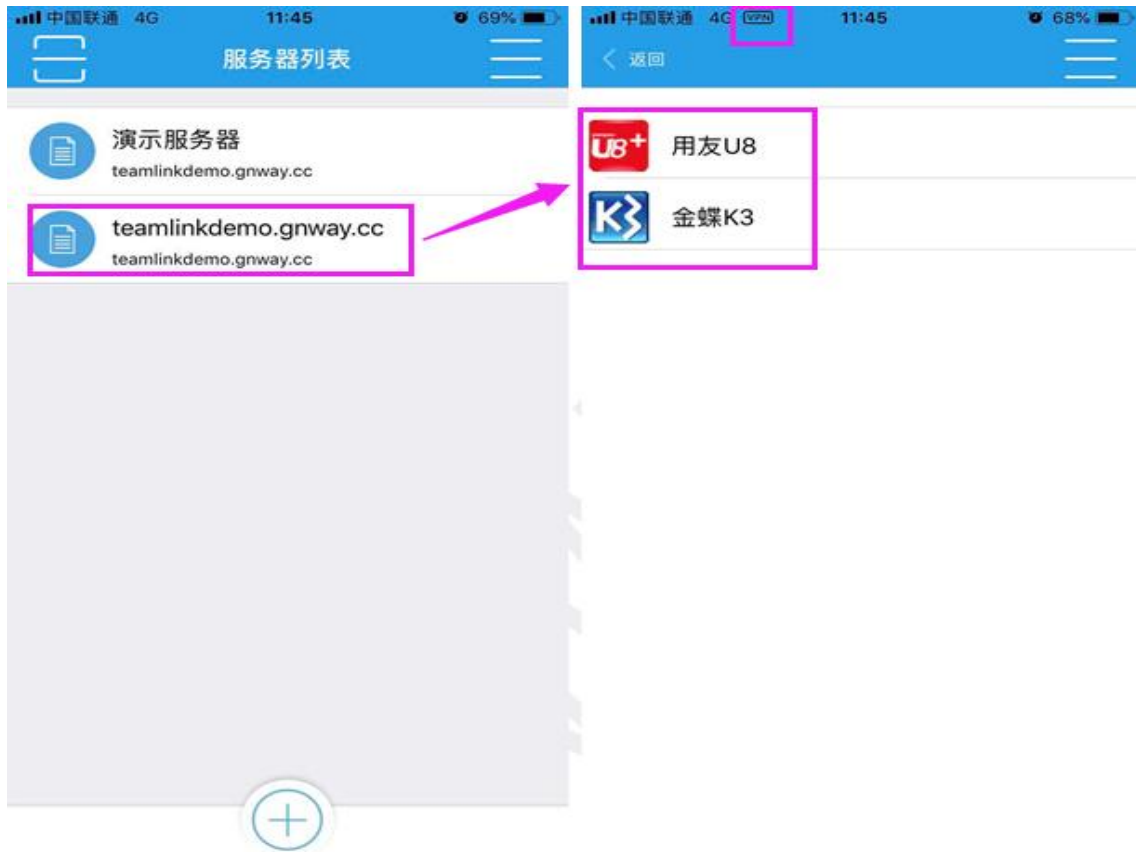 中国联通 4G 11:45 69%
服务器列表
演示服务器
teamlinkdemo.gnway.cc
teamlinkdemo.gnway.cc
teamlinkdemo.gnway.cc
中国联通 4G VPN 11:45 68%
返回
U8+
用友U8
K3
金蝶K3